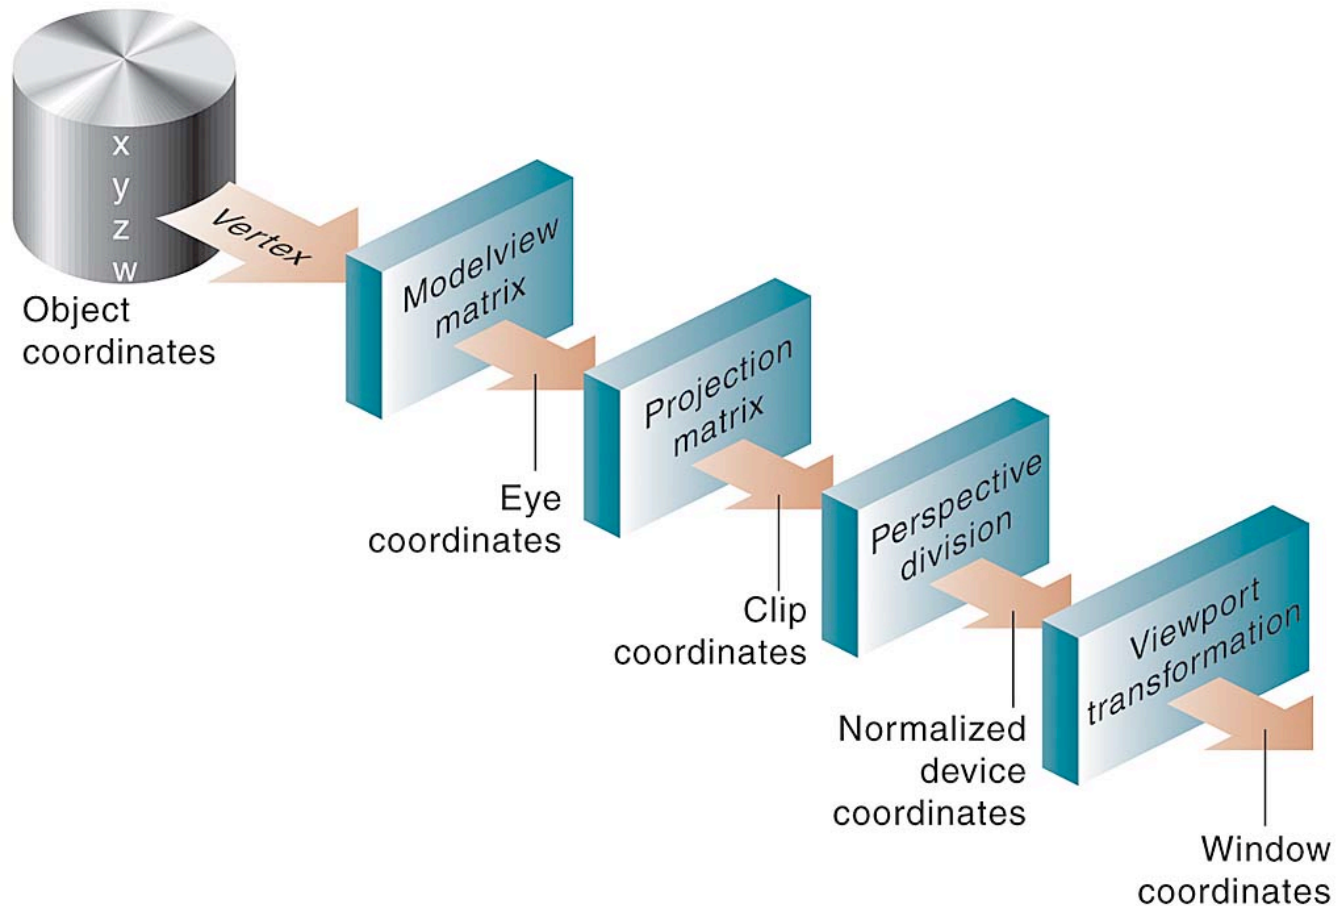 x
y
z
w
Vertex
Object
coordinates
Modelview
matrix
Eye
coordinates
Projection
matrix
Clip
coordinates
Perspective
division
Normalized
device
coordinates
Viewport
transformation
Window
coordinates